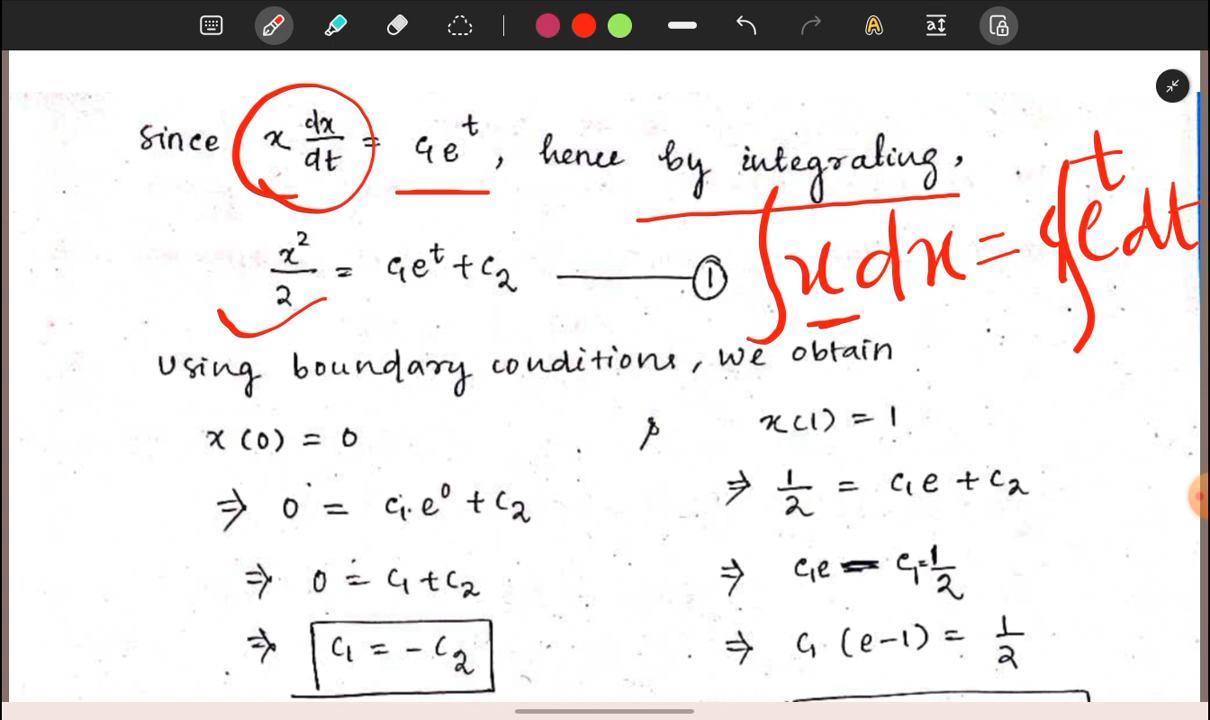 Since x dx/dt = c₁e^t, hence by integrating,
x²/2 = c₁e^t + c₂ ——— ①
∫x dx = c₁∫e^t dt
Using boundary conditions, we obtain
x(0) = 0 & x(1) = 1
⇒ 0 = c₁.e⁰ + c₂ ⇒ 1/2 = c₁e + c₂
⇒ 0 = c₁ + c₂ ⇒ c₁e - c₁ = 1/2
⇒ c₁ = -c₂ ⇒ c₁(e-1) = 1/2